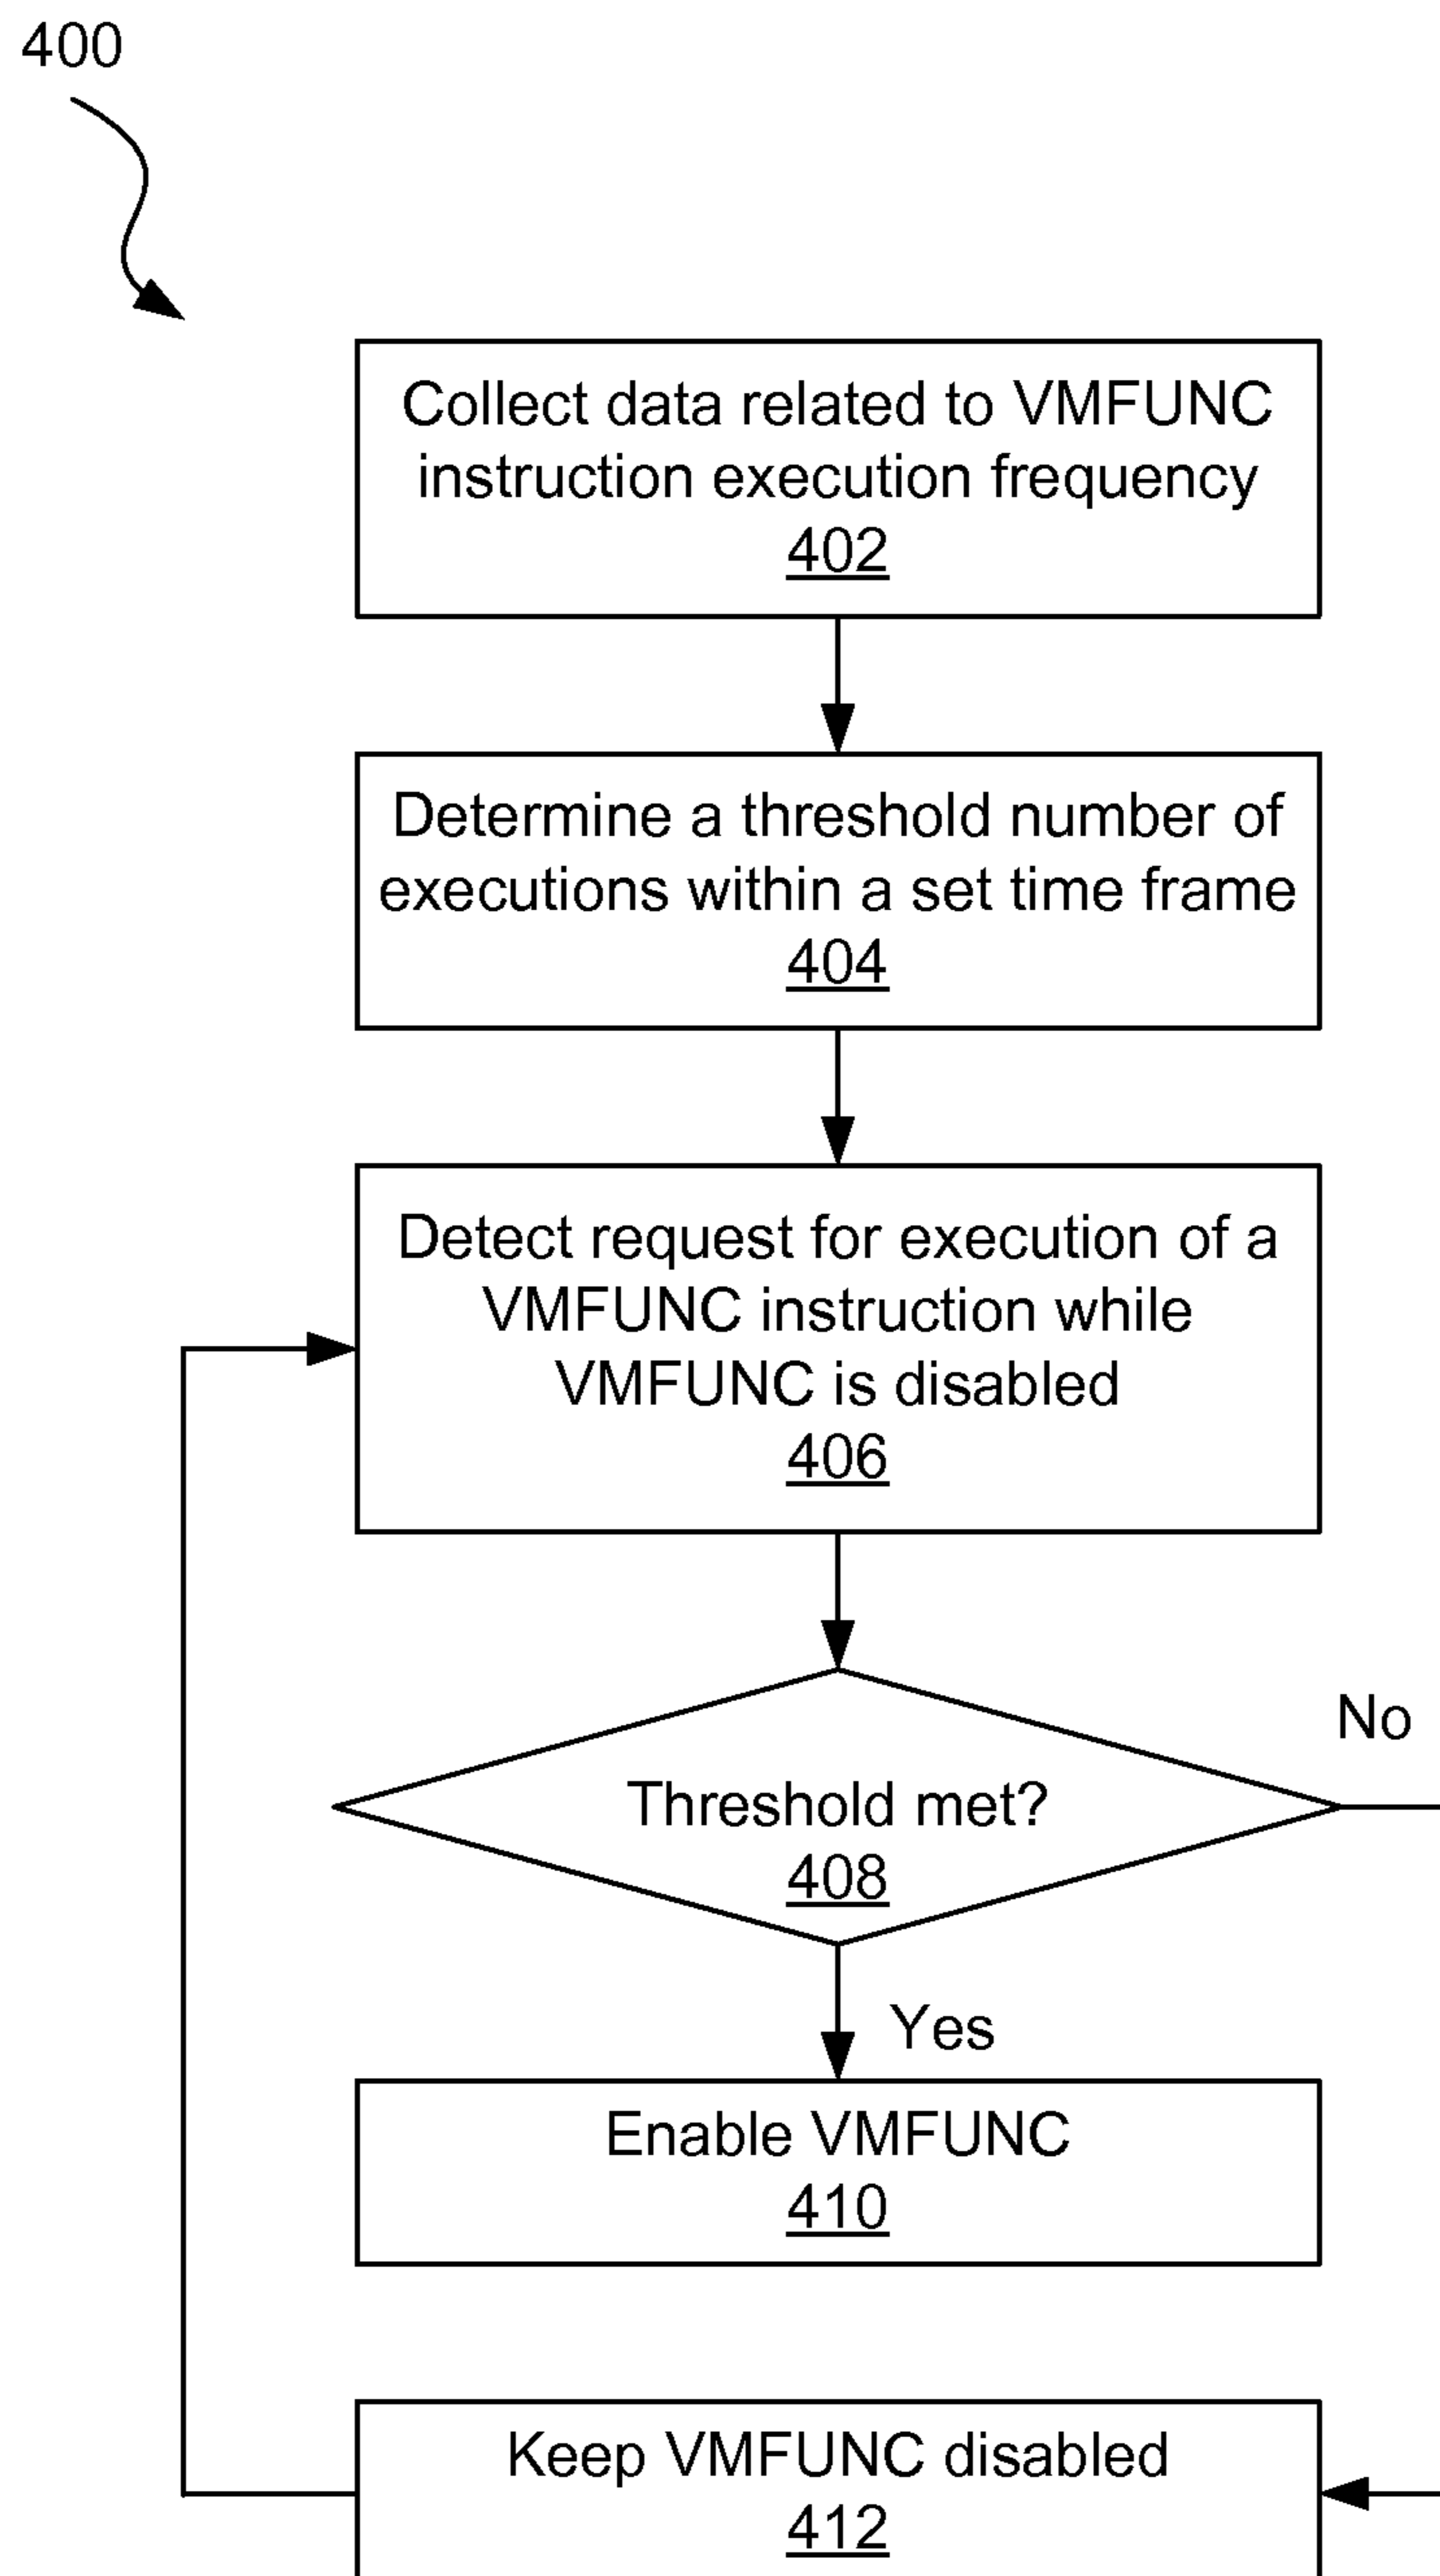 400
Collect data related to VMFUNC
instruction execution frequency
402
Determine a threshold number of
executions within a set time frame
404
Detect request for execution of a
VMFUNC instruction while
VMFUNC is disabled
406
No
Threshold met?
408
Yes
Enable VMFUNC
410
Keep VMFUNC disabled
412